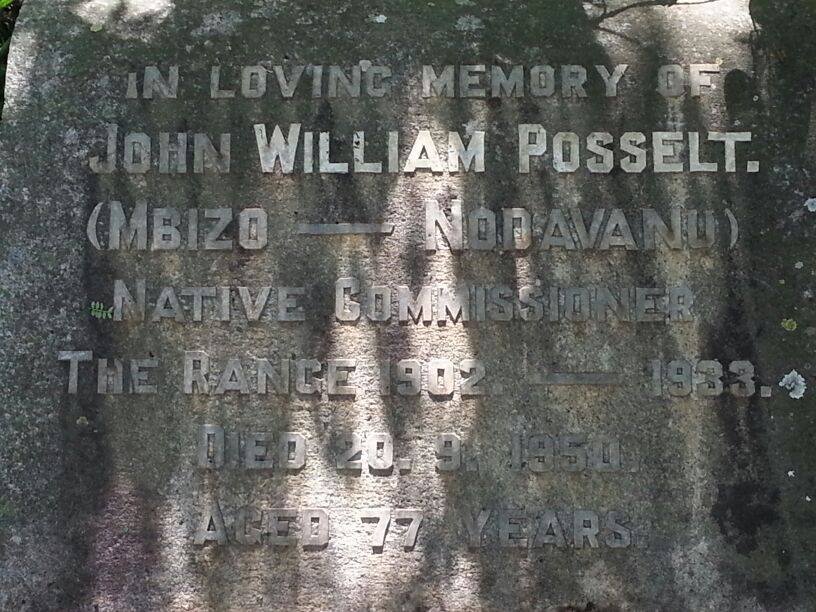 IN LOVING MEMORY OF
JOHN WILLIAM POSSELT.
(MBIZO — NODAVANU)
NATIVE COMMISSIONER
THE RANGE 1902. — 1933.
DIED 20. 9. 1950.
AGED 77 YEARS.